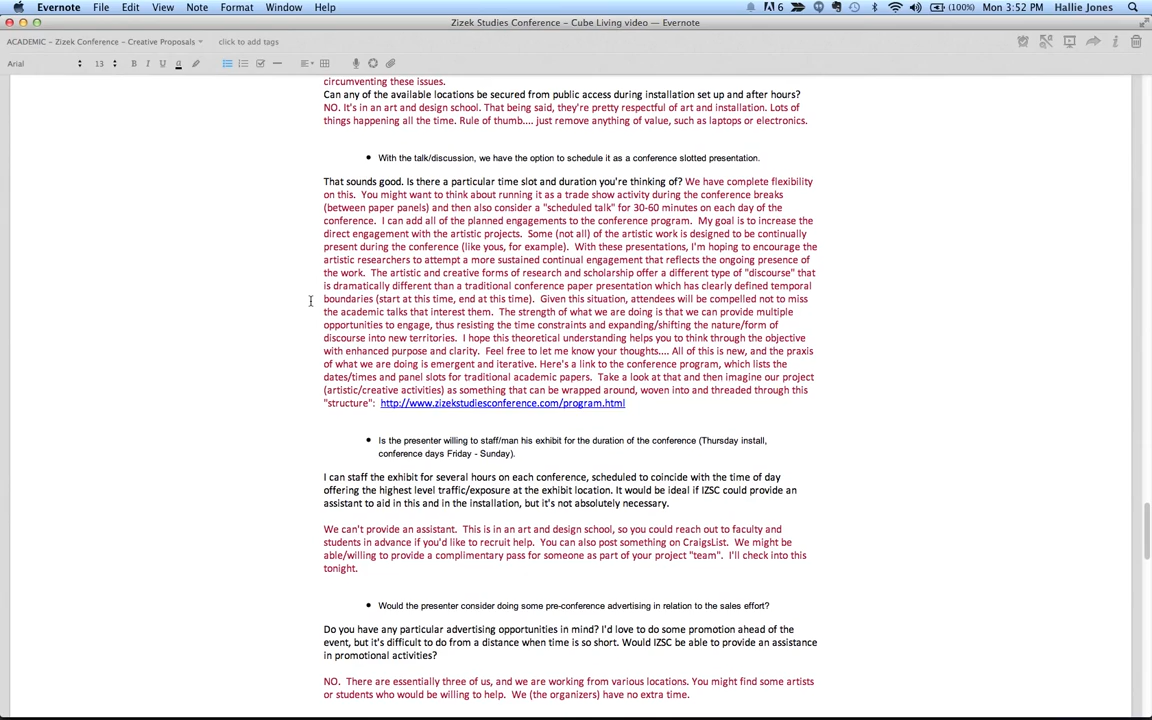 Evernote File Edit View Note Format Window Help 6 (100%) Mon 3:52 PM Hallie Jones
Zizek Studies Conference – Cube Living video — Evernote
ACADEMIC – Zizek Conference – Creative Proposals click to add tags
Arial 13 B I U a
circumventing these issues.
Can any of the available locations be secured from public access during installation set up and after hours?
NO. It's in an art and design school. That being said, they're pretty respectful of art and installation. Lots of
things happening all the time. Rule of thumb.... just remove anything of value, such as laptops or electronics.
• With the talk/discussion, we have the option to schedule it as a conference slotted presentation.
That sounds good. Is there a particular time slot and duration you're thinking of? We have complete flexibility
on this. You might want to think about running it as a trade show activity during the conference breaks
(between paper panels) and then also consider a "scheduled talk" for 30-60 minutes on each day of the
conference. I can add all of the planned engagements to the conference program. My goal is to increase the
direct engagement with the artistic projects. Some (not all) of the artistic work is designed to be continually
present during the conference (like yous, for example). With these presentations, I'm hoping to encourage the
artistic researchers to attempt a more sustained continual engagement that reflects the ongoing presence of
the work. The artistic and creative forms of research and scholarship offer a different type of "discourse" that
is dramatically different than a traditional conference paper presentation which has clearly defined temporal
boundaries (start at this time, end at this time). Given this situation, attendees will be compelled not to miss
the academic talks that interest them. The strength of what we are doing is that we can provide multiple
opportunities to engage, thus resisting the time constraints and expanding/shifting the nature/form of
discourse into new territories. I hope this theoretical understanding helps you to think through the objective
with enhanced purpose and clarity. Feel free to let me know your thoughts.... All of this is new, and the praxis
of what we are doing is emergent and iterative. Here's a link to the conference program, which lists the
dates/times and panel slots for traditional academic papers. Take a look at that and then imagine our project
(artistic/creative activities) as something that can be wrapped around, woven into and threaded through this
"structure": http://www.zizekstudiesconference.com/program.html
• Is the presenter willing to staff/man his exhibit for the duration of the conference (Thursday install,
conference days Friday - Sunday).
I can staff the exhibit for several hours on each conference, scheduled to coincide with the time of day
offering the highest level traffic/exposure at the exhibit location. It would be ideal if IZSC could provide an
assistant to aid in this and in the installation, but it's not absolutely necessary.
We can't provide an assistant. This is in an art and design school, so you could reach out to faculty and
students in advance if you'd like to recruit help. You can also post something on CraigsList. We might be
able/willing to provide a complimentary pass for someone as part of your project "team". I'll check into this
tonight.
• Would the presenter consider doing some pre-conference advertising in relation to the sales effort?
Do you have any particular advertising opportunities in mind? I'd love to do some promotion ahead of the
event, but it's difficult to do from a distance when time is so short. Would IZSC be able to provide an assistance
in promotional activities?
NO. There are essentially three of us, and we are working from various locations. You might find some artists
or students who would be willing to help. We (the organizers) have no extra time.